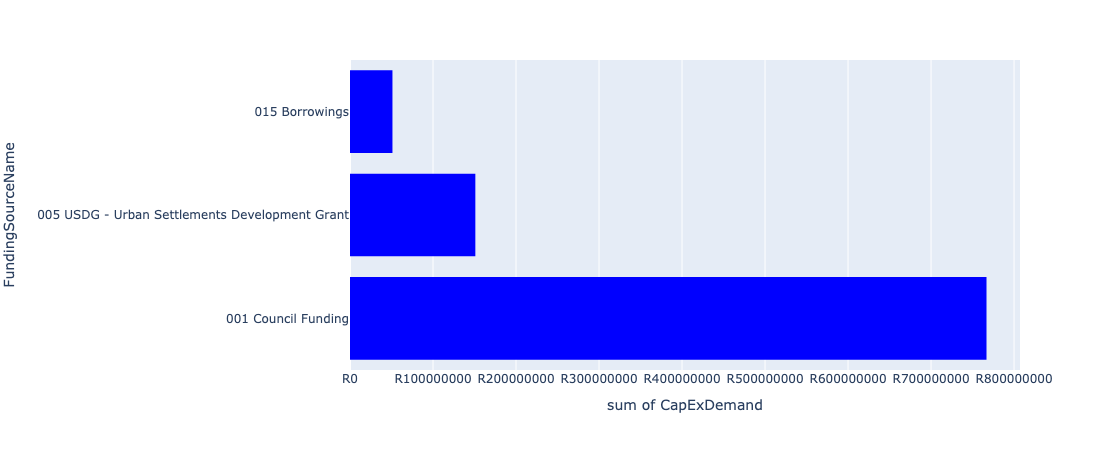 FundingSourceName
015 Borrowings
005 USDG - Urban Settlements Development Grant
001 Council Funding
R0 R100000000 R200000000 R300000000 R400000000 R500000000 R600000000 R700000000 R800000000
sum of CapExDemand